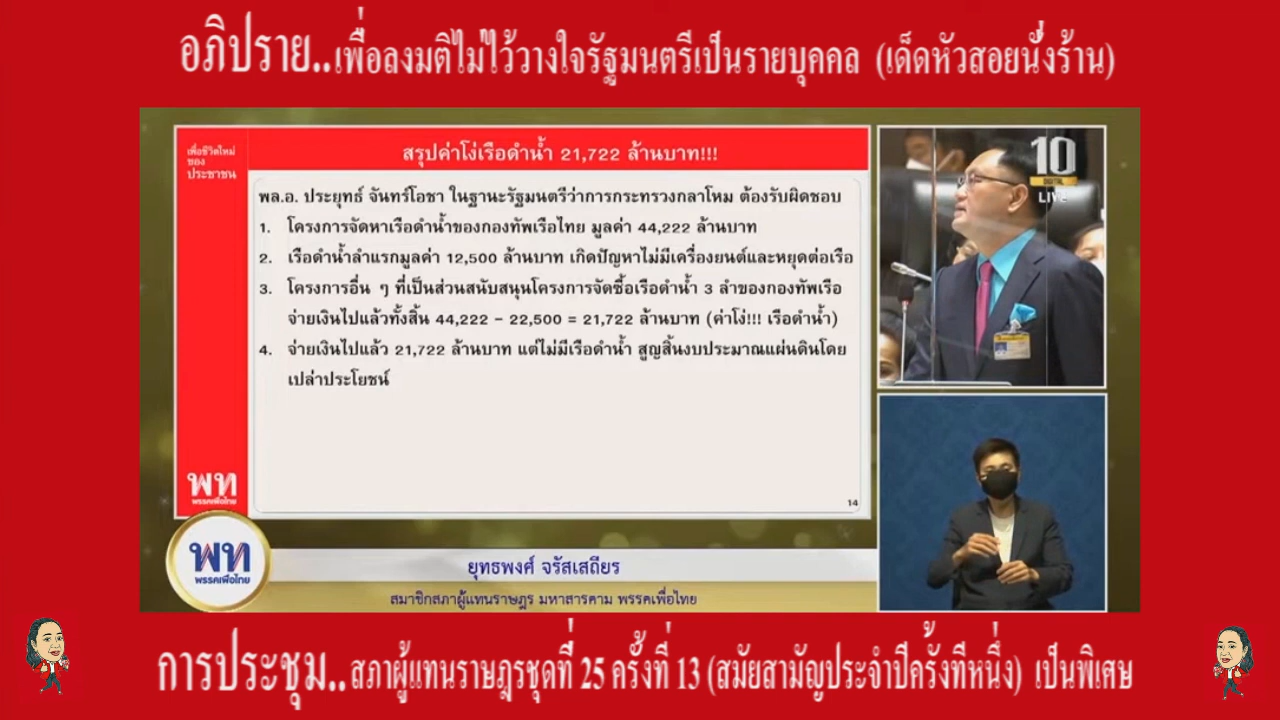 อภิปราย..เพื่อลงมติไม่ไว้วางใจรัฐมนตรีเป็นรายบุคคล (เด็ดหัวสอยนั่งร้าน)
เพื่อชีวิตใหม่
ของ
ประชาชน
สรุปค่าโง่เรือดำน้ำ 21,722 ล้านบาท!!!
พล.อ. ประยุทธ์ จันทร์โอชา ในฐานะรัฐมนตรีว่าการกระทรวงกลาโหม ต้องรับผิดชอบ
1. โครงการจัดหาเรือดำน้ำของกองทัพเรือไทย มูลค่า 44,222 ล้านบาท
2. เรือดำน้ำลำแรกมูลค่า 12,500 ล้านบาท เกิดปัญหาไม่มีเครื่องยนต์และหยุดต่อเรือ
3. โครงการอื่น ๆ ที่เป็นส่วนสนับสนุนโครงการจัดซื้อเรือดำน้ำ 3 ลำของกองทัพเรือ
จ่ายเงินไปแล้วทั้งสิ้น 44,222 – 22,500 = 21,722 ล้านบาท (ค่าโง่!!! เรือดำน้ำ)
4. จ่ายเงินไปแล้ว 21,722 ล้านบาท แต่ไม่มีเรือดำน้ำ สูญสิ้นงบประมาณแผ่นดินโดย
เปล่าประโยชน์
พท
พรรคเพื่อไทย
14
10
DIGITAL
LIVE
พท
พรรคเพื่อไทย
ยุทธพงศ์ จรัสเสถียร
สมาชิกสภาผู้แทนราษฎร มหาสารคาม พรรคเพื่อไทย
การประชุม..สภาผู้แทนราษฎรชุดที่ 25 ครั้งที่ 13 (สมัยสามัญประจำปีครั้งที่หนึ่ง) เป็นพิเศษ